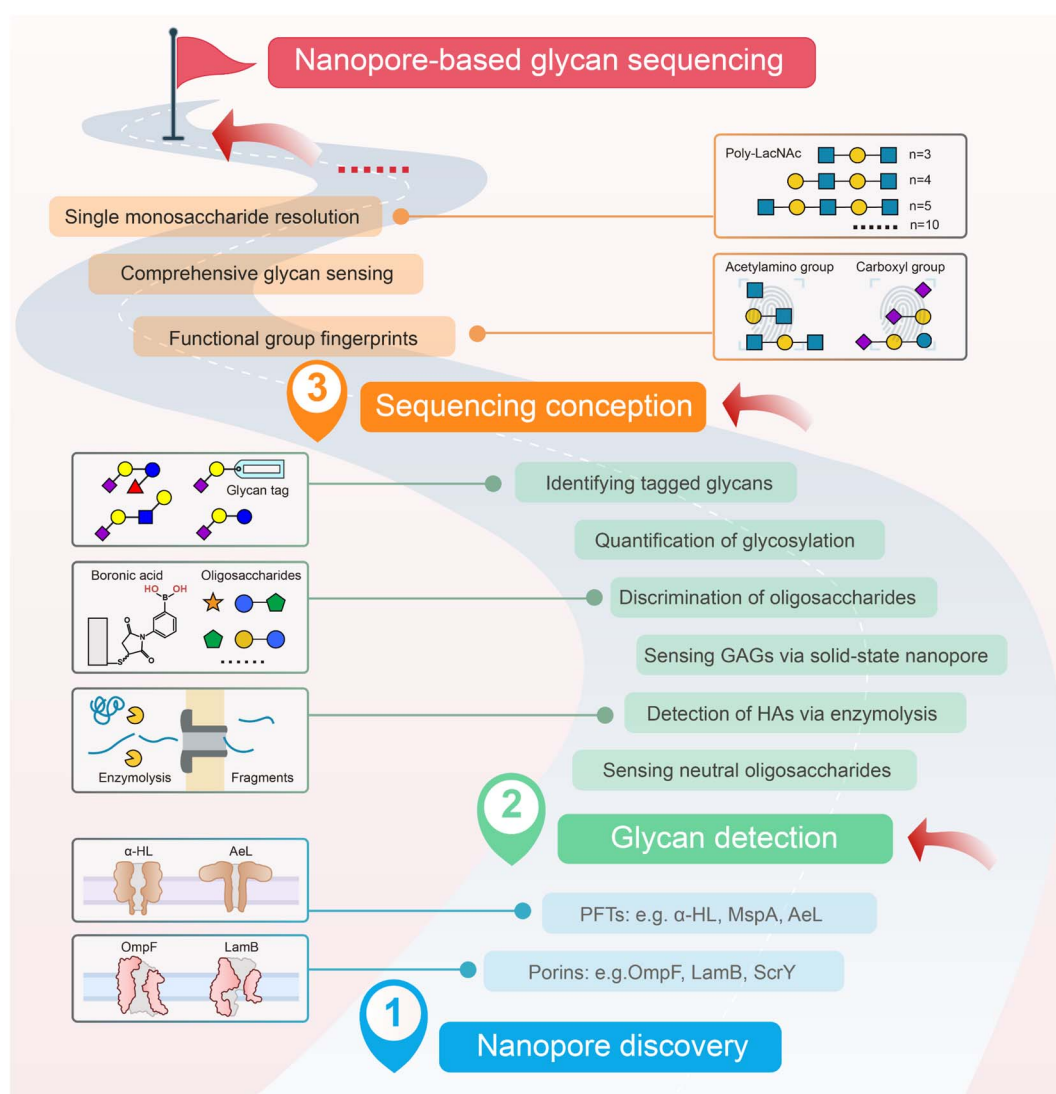 Nanopore-based glycan sequencing
Poly-LacNAc
n=3
n=4
n=5
n=10
Single monosaccharide resolution
Comprehensive glycan sensing
Acetylamino group
Carboxyl group
Functional group fingerprints
3
Sequencing conception
Glycan tag
Identifying tagged glycans
Quantification of glycosylation
Boronic acid
Oligosaccharides
HO
OH
B
O
N
S
O
Discrimination of oligosaccharides
Sensing GAGs via solid-state nanopore
Enzymolysis
Fragments
Detection of HAs via enzymolysis
Sensing neutral oligosaccharides
2
Glycan detection
α-HL
AeL
PFTs: e.g. α-HL, MspA, AeL
OmpF
LamB
Porins: e.g.OmpF, LamB, ScrY
1
Nanopore discovery